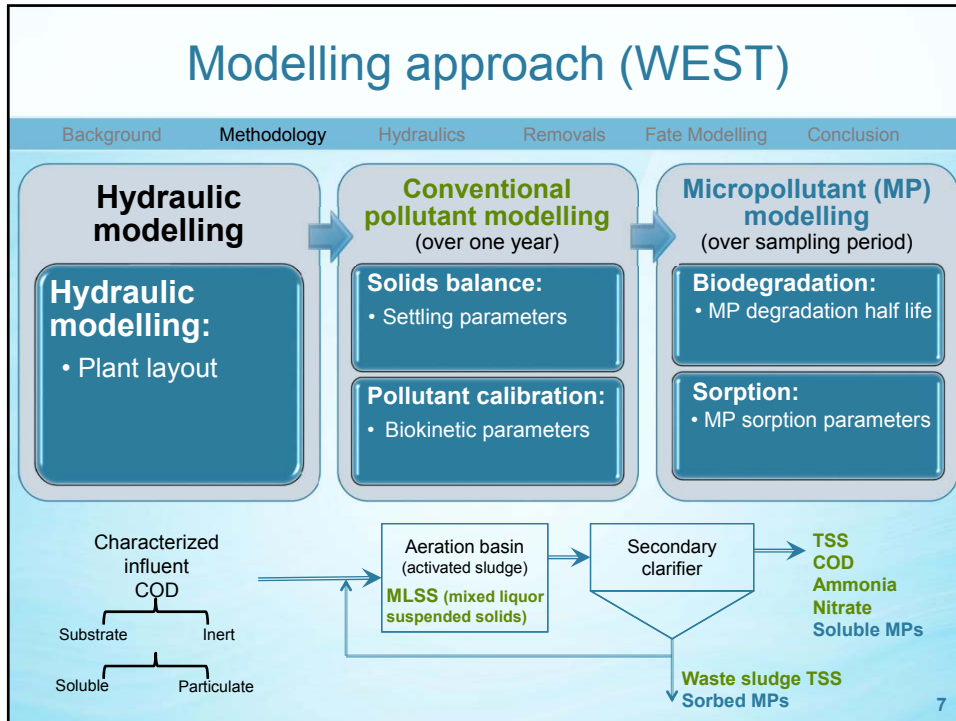 Modelling approach (WEST)
Background Methodology Hydraulics Removals Fate Modelling Conclusion
Hydraulic
modelling
Hydraulic
modelling:
• Plant layout
Conventional
pollutant modelling
(over one year)
Solids balance:
• Settling parameters
Pollutant calibration:
• Biokinetic parameters
Micropollutant (MP)
modelling
(over sampling period)
Biodegradation:
• MP degradation half life
Sorption:
• MP sorption parameters
Characterized
influent
COD
Substrate Inert
Soluble Particulate
Aeration basin
(activated sludge)
MLSS (mixed liquor
suspended solids)
Secondary
clarifier
TSS
COD
Ammonia
Nitrate
Soluble MPs
Waste sludge TSS
Sorbed MPs
7